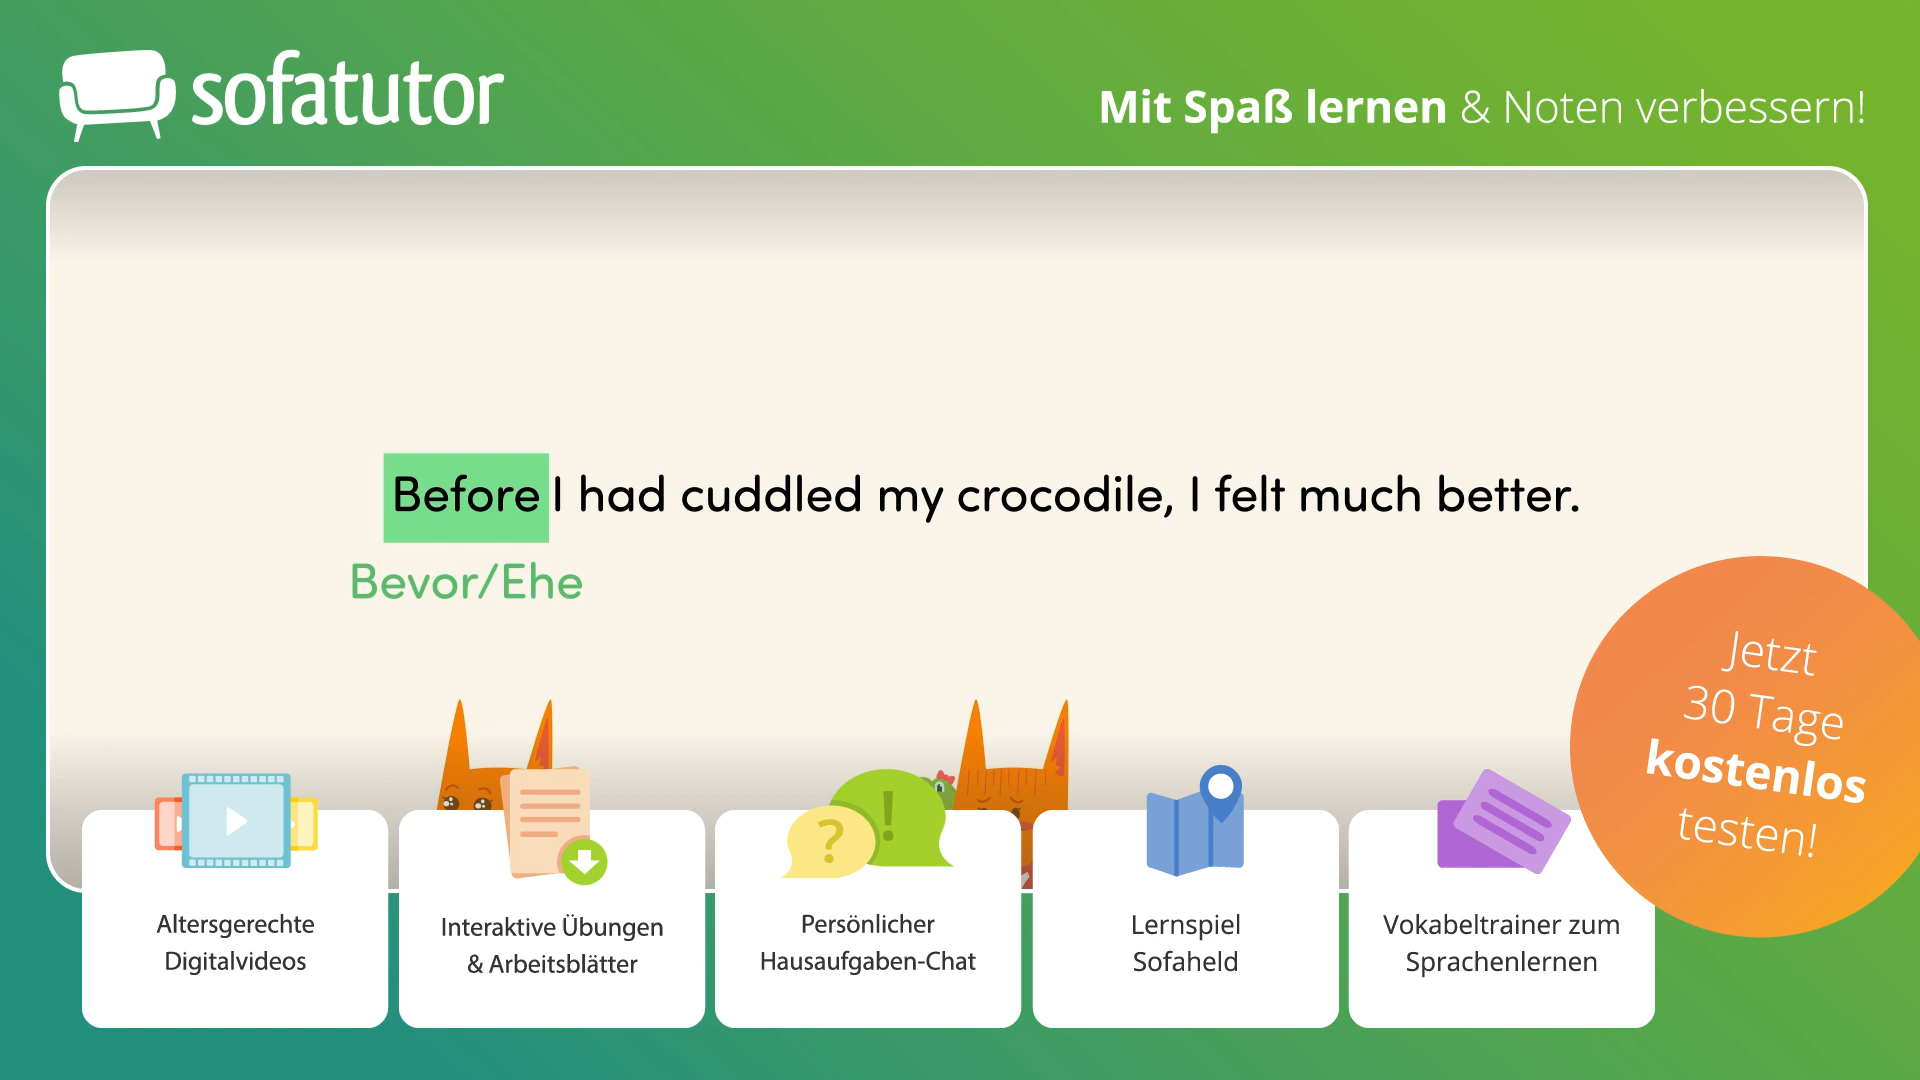 sofatutor
Mit Spaß lernen & Noten verbessern!
Before I had cuddled my crocodile, I felt much better.
Bevor/Ehe
Jetzt
30 Tage
kostenlos
testen!
?
!
Altersgerechte
Digitalvideos
Interaktive Übungen
& Arbeitsblätter
Persönlicher
Hausaufgaben-Chat
Lernspiel
Sofaheld
Vokabeltrainer zum
Sprachenlernen